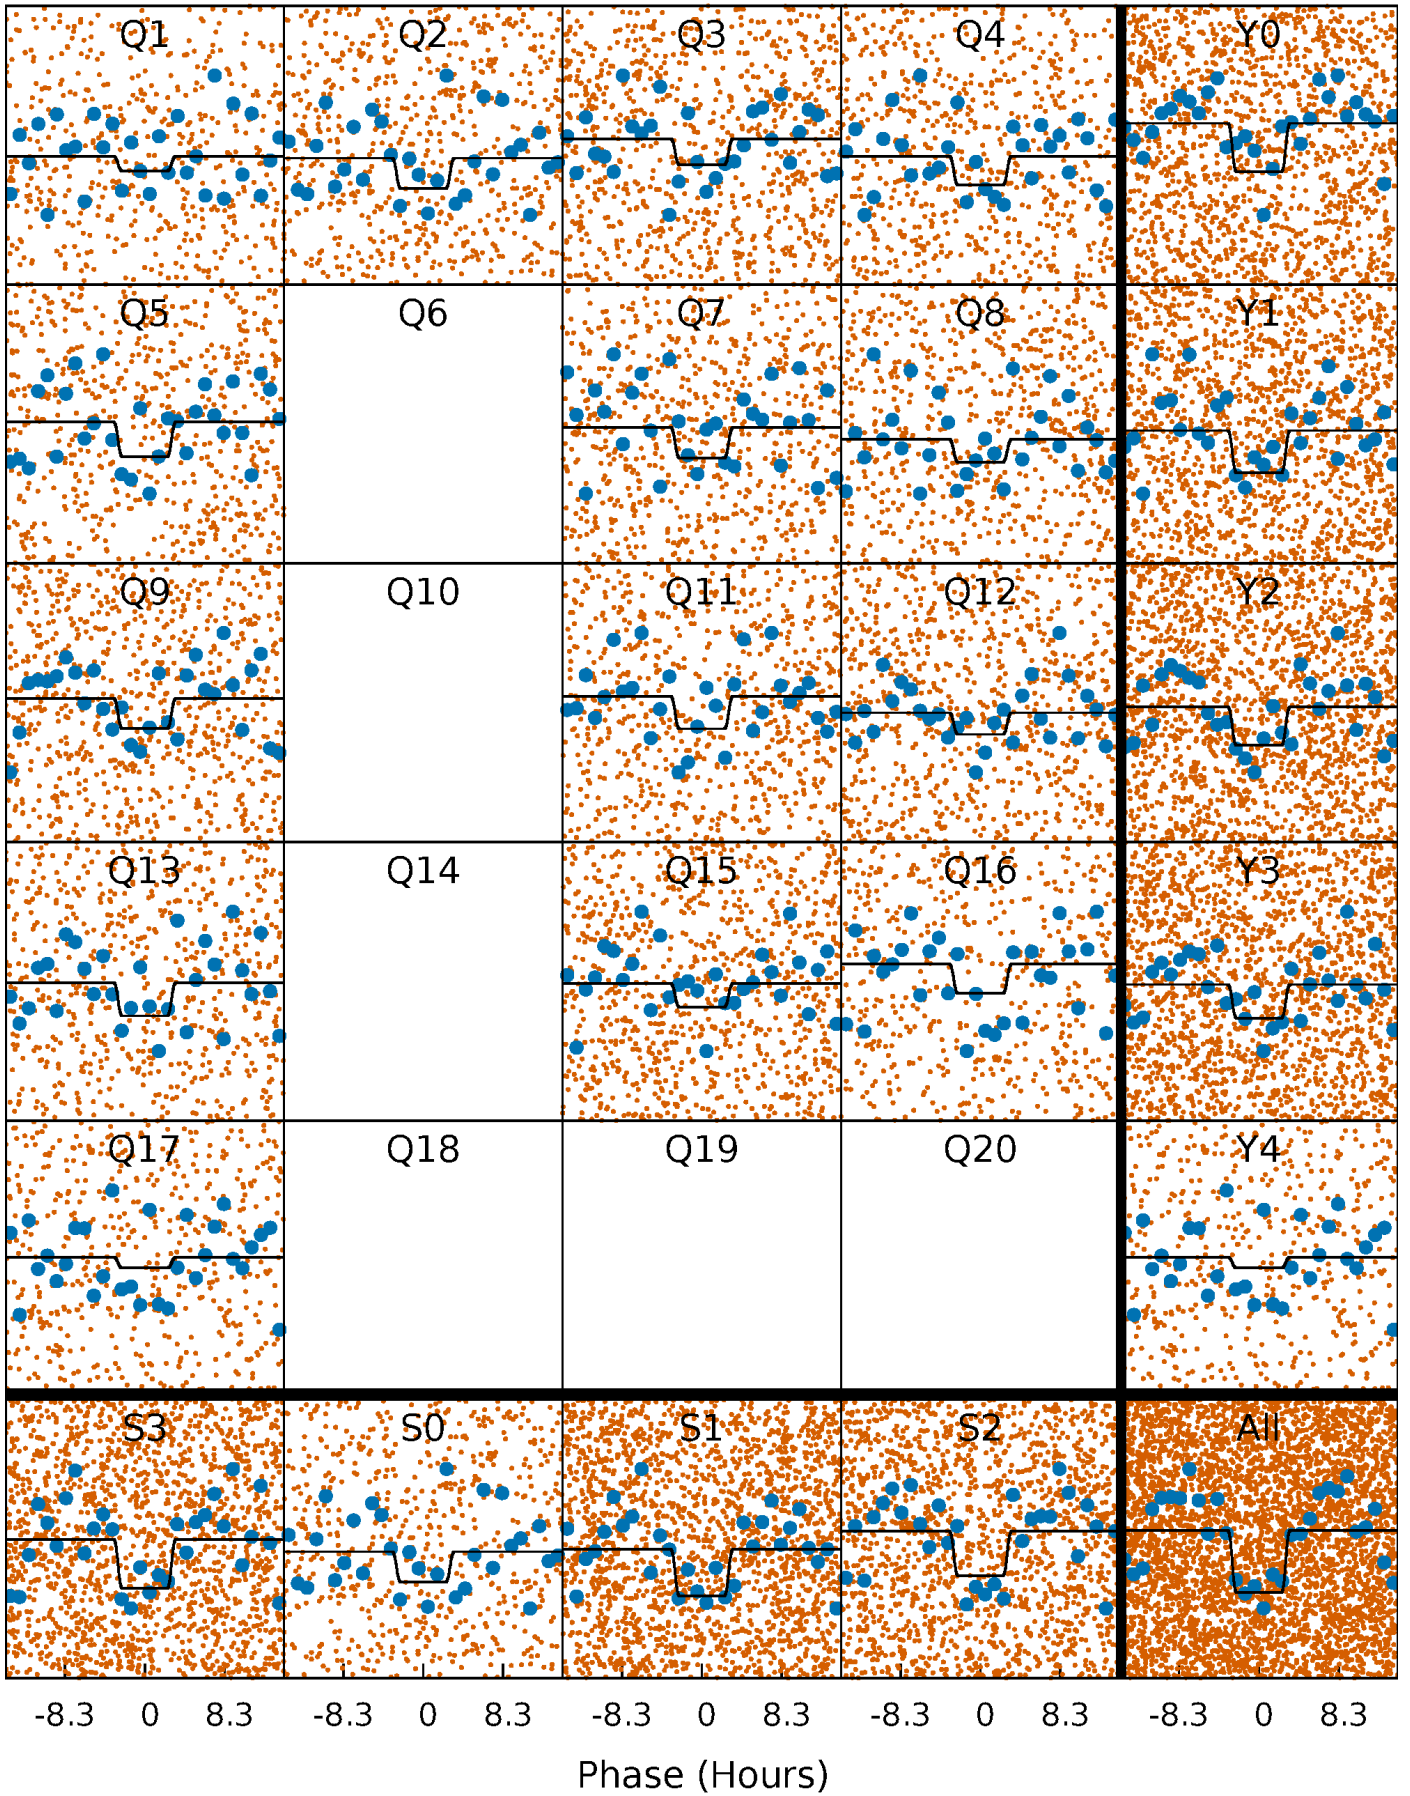 Q1 Q2 Q3 Q4 Y0
Q5 Q6 Q7 Q8 Y1
Q9 Q10 Q11 Q12 Y2
Q13 Q14 Q15 Q16 Y3
Q17 Q18 Q19 Q20 Y4
S3 S0 S1 S2 All
-8.3 0 8.3 -8.3 0 8.3 -8.3 0 8.3 -8.3 0 8.3 -8.3 0 8.3
Phase (Hours)